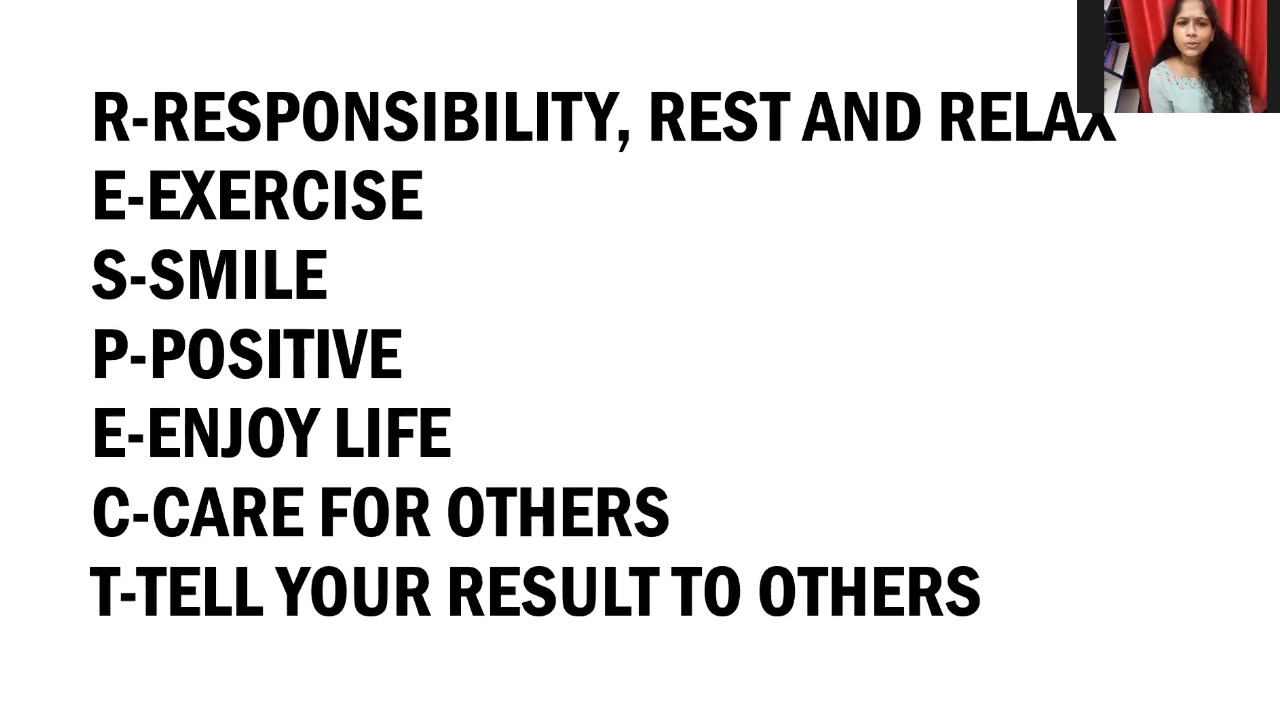 R-RESPONSIBILITY, REST AND RELAX
E-EXERCISE
S-SMILE
P-POSITIVE
E-ENJOY LIFE
C-CARE FOR OTHERS
T-TELL YOUR RESULT TO OTHERS